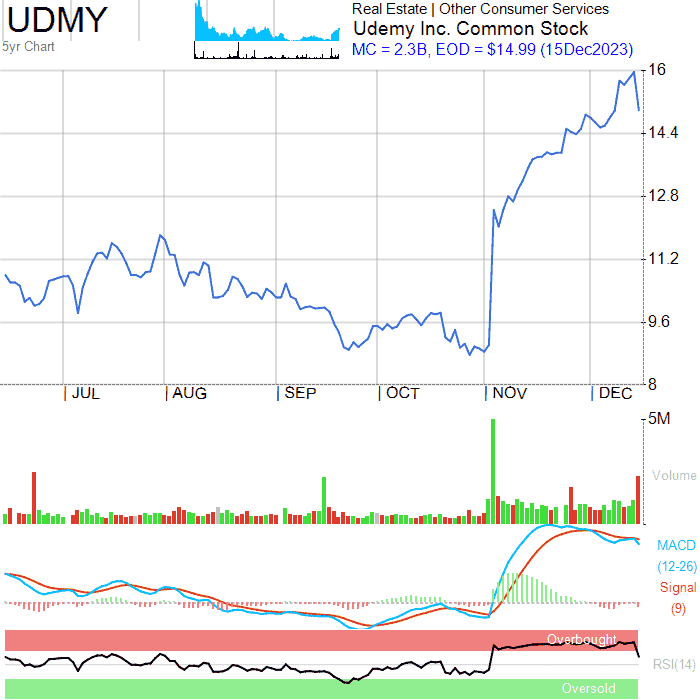 UDMY
5yr Chart
Real Estate | Other Consumer Services
Udemy Inc. Common Stock
MC = 2.3B, EOD = $14.99 (15Dec2023)
16
14.4
12.8
11.2
9.6
8
JUL AUG SEP OCT NOV DEC
5M
Volume
MACD
(12-26)
Signal
(9)
Overbought
RSI(14)
Oversold